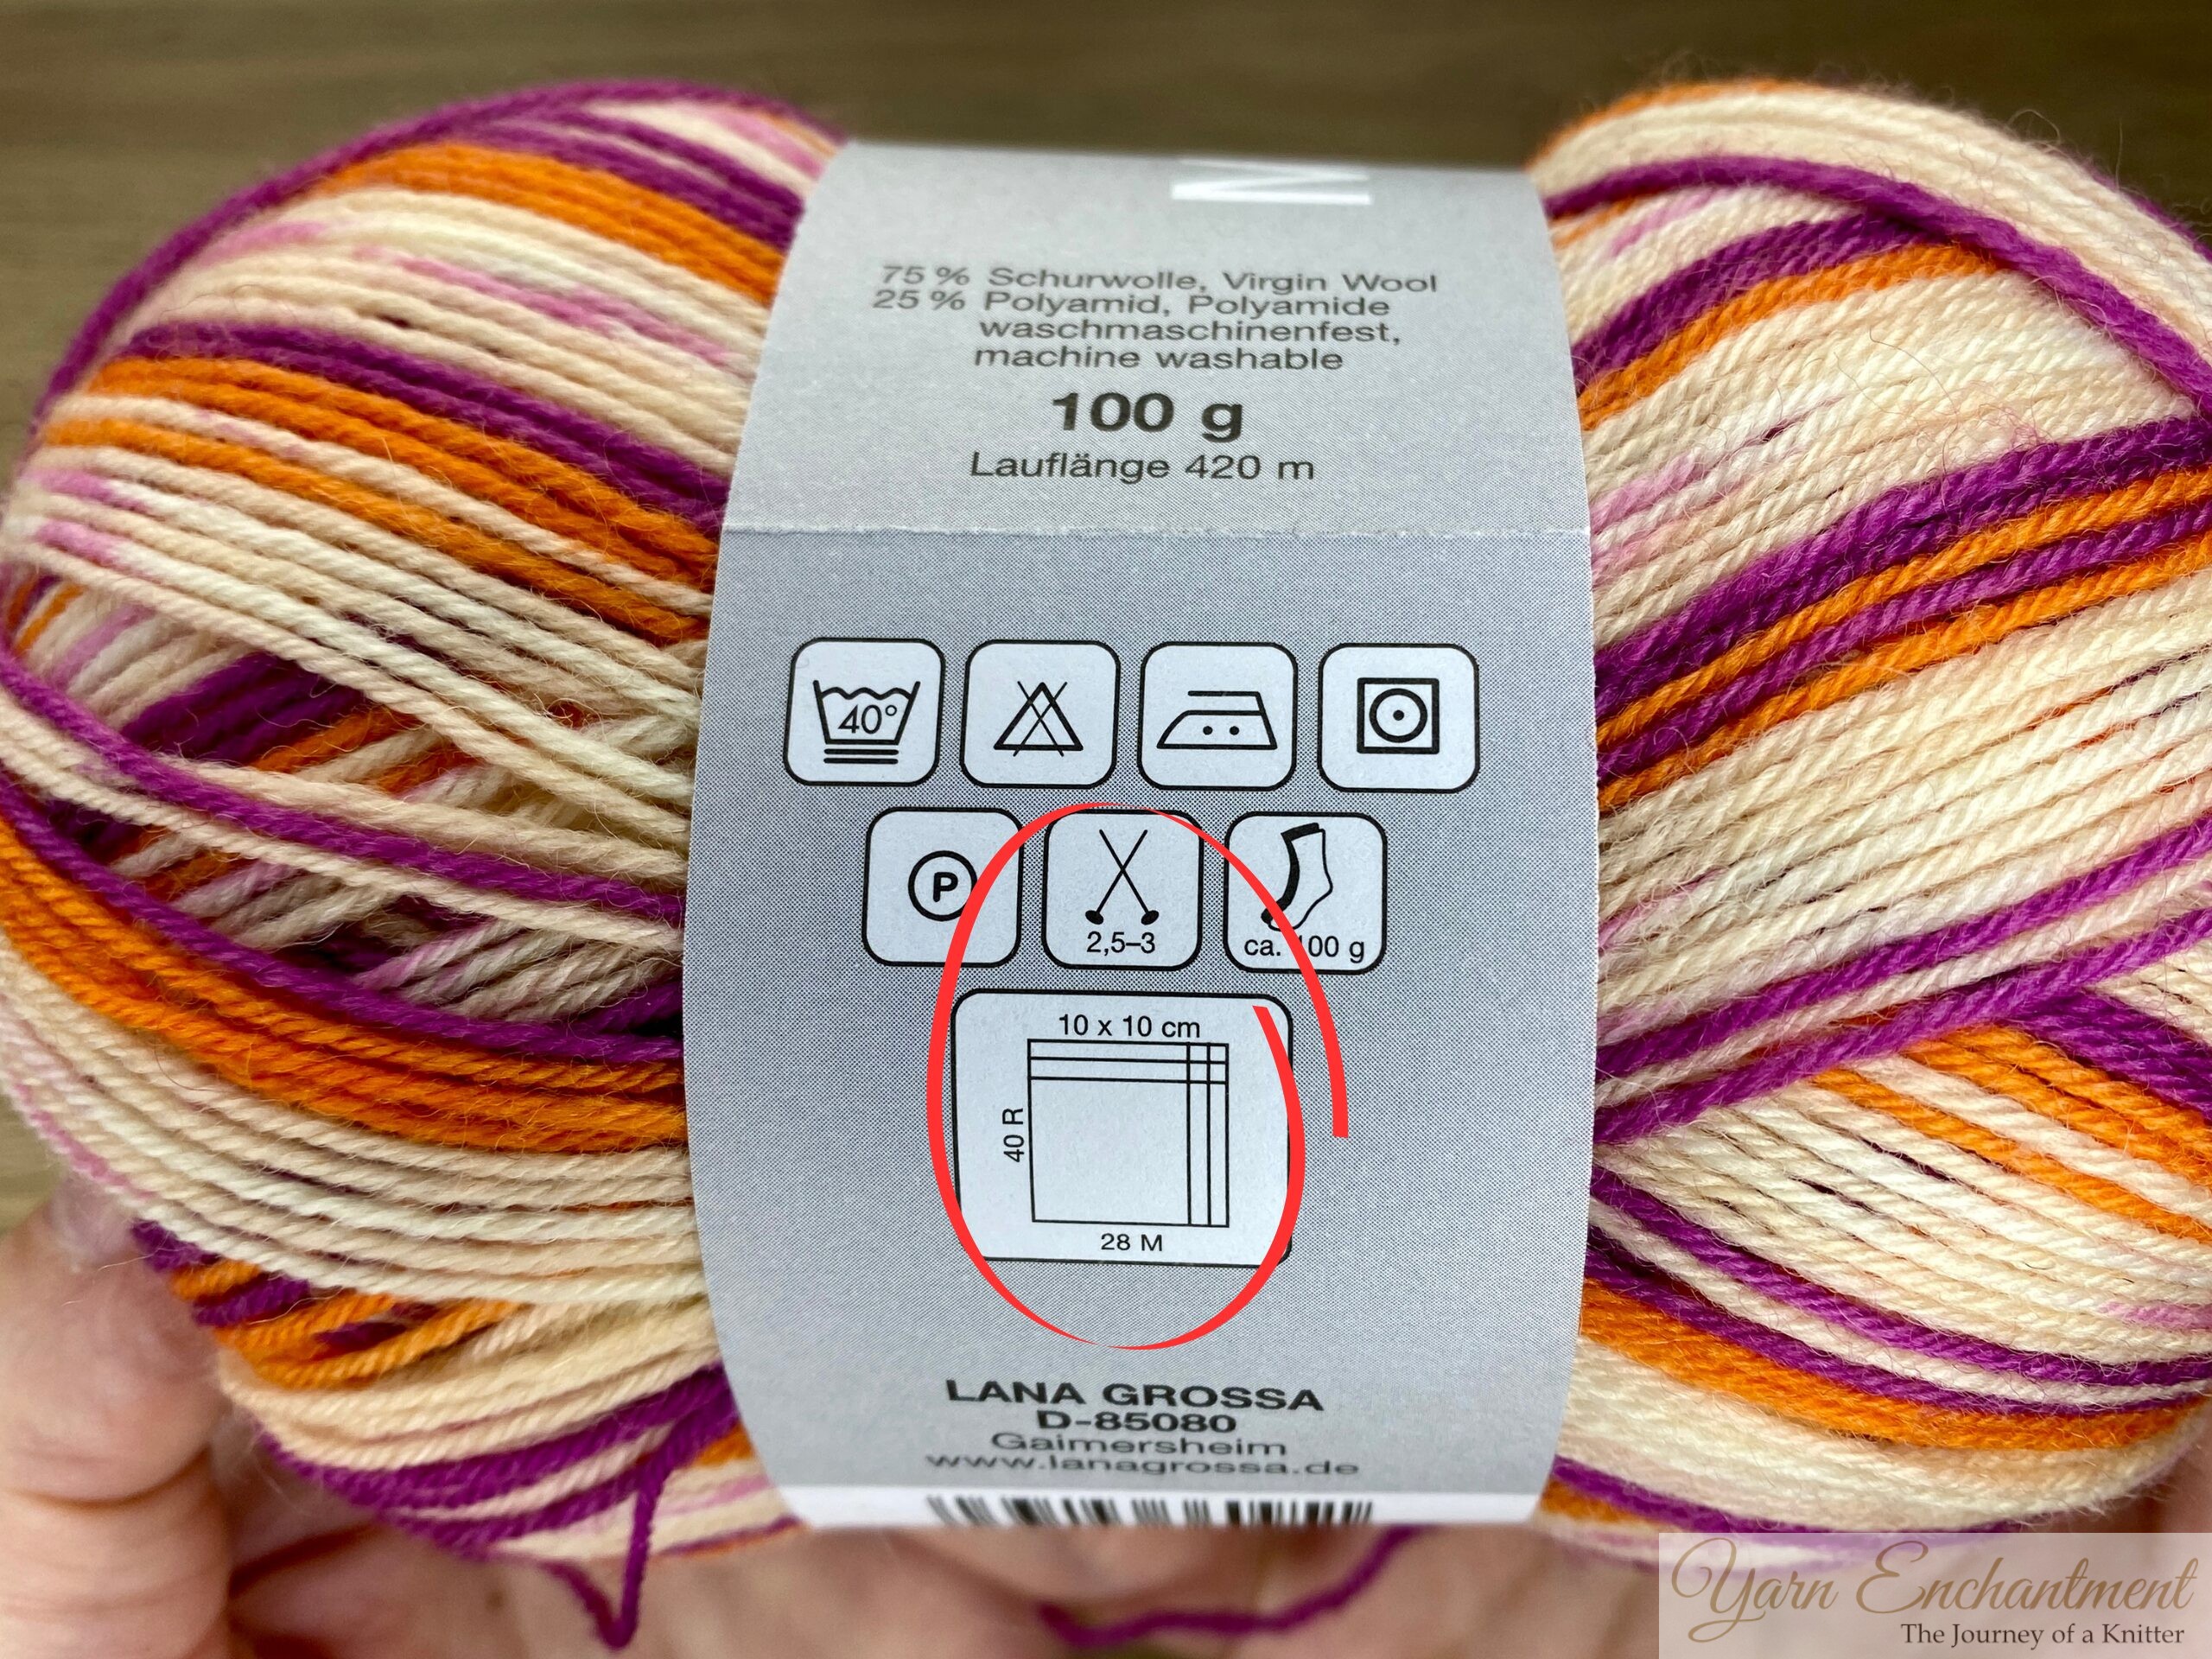 75 % Schurwolle, Virgin Wool
25 % Polyamid, Polyamide
waschmaschinenfest,
machine washable
100 g
Lauflänge 420 m
40°
P
2,5–3
ca. 100 g
10 x 10 cm
40 R
28 M
LANA GROSSA
D-85080
Gaimersheim
www.lanagrossa.de
Yarn Enchantment
The Journey of a Knitter